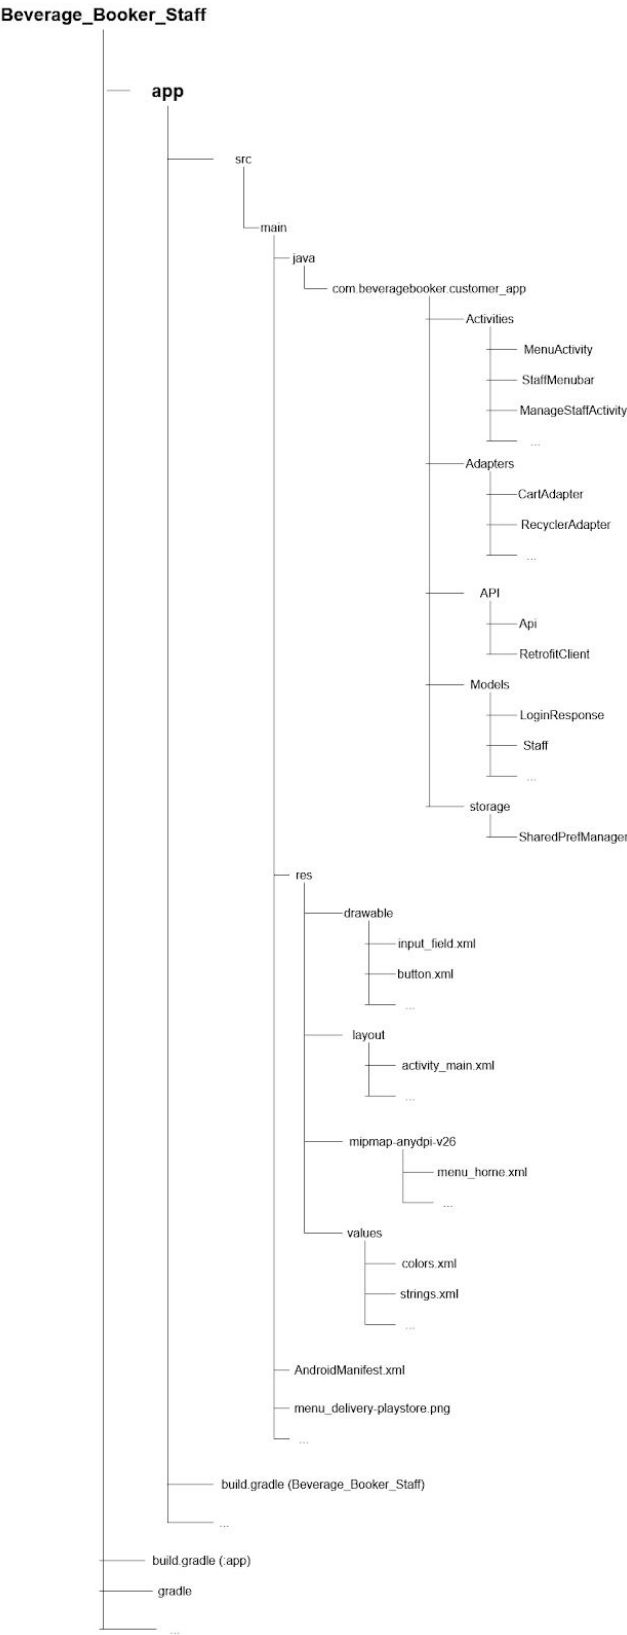 Beverage_Booker_Staff
app
src
main
java
com.beveragebooker.customer_app
Activities
MenuActivity
StaffMenubar
ManageStaffActivity
...
Adapters
CartAdapter
RecyclerAdapter
...
API
Api
RetrofitClient
Models
LoginResponse
Staff
...
storage
SharedPrefManager
res
drawable
input_field.xml
button.xml
...
layout
activity_main.xml
...
mipmap-anydpi-v26
menu_home.xml
...
values
colors.xml
strings.xml
...
AndroidManifest.xml
menu_delivery-playstore.png
...
build.gradle (Beverage_Booker_Staff)
...
build.gradle (:app)
gradle
...